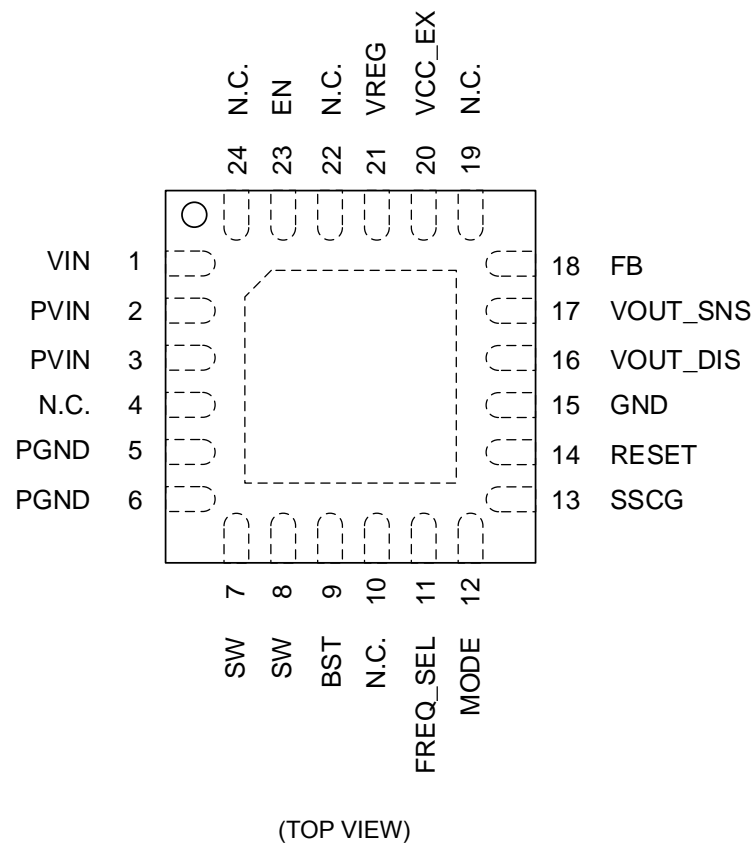 N.C.
EN
N.C.
VREG
VCC_EX
N.C.
24
23
22
21
20
19
VIN 1
PVIN 2
PVIN 3
N.C. 4
PGND 5
PGND 6
18 FB
17 VOUT_SNS
16 VOUT_DIS
15 GND
14 RESET
13 SSCG
7
8
9
10
11
12
SW
SW
BST
N.C.
FREQ_SEL
MODE
(TOP VIEW)